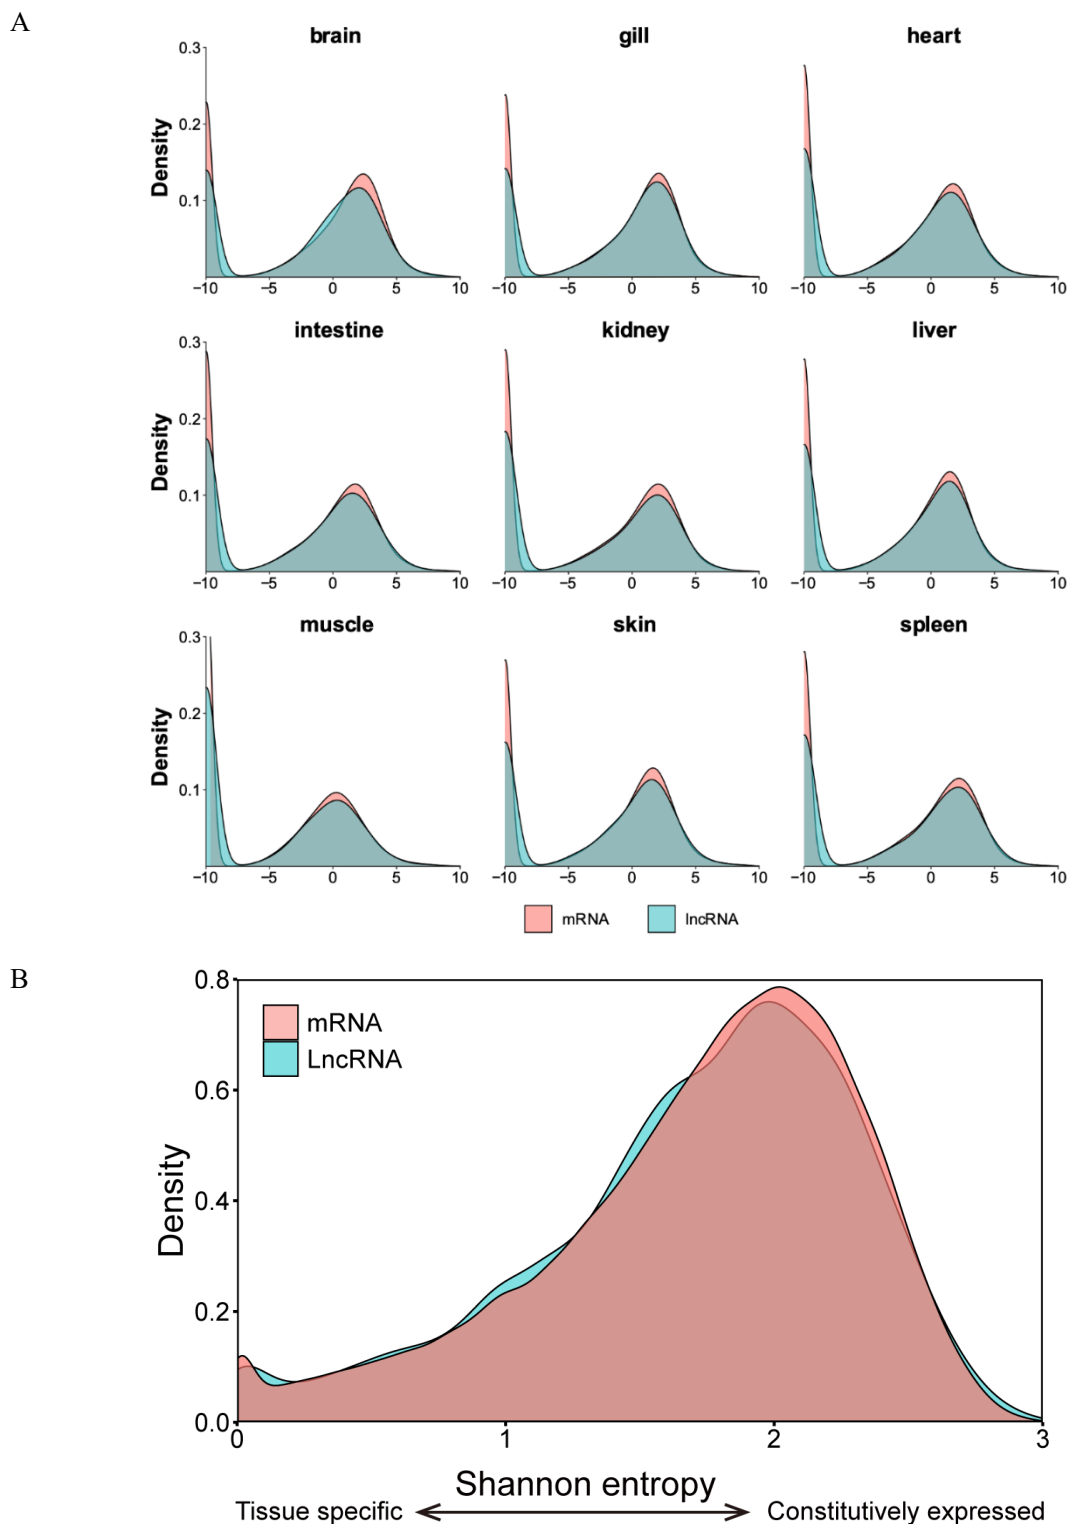 A
brain gill heart
0.3
0.2
0.1
Density
−10 −5 0 5 10 −10 −5 0 5 10 −10 −5 0 5 10
intestine kidney liver
0.3
0.2
0.1
Density
−10 −5 0 5 10 −10 −5 0 5 10 −10 −5 0 5 10
muscle skin spleen
0.3
0.2
0.1
Density
−10 −5 0 5 10 −10 −5 0 5 10 −10 −5 0 5 10
mRNA lncRNA
B
0.8
0.6
0.4
0.2
0.0
Density
mRNA
LncRNA
0 1 2 3
Shannon entropy
Tissue specific Constitutively expressed